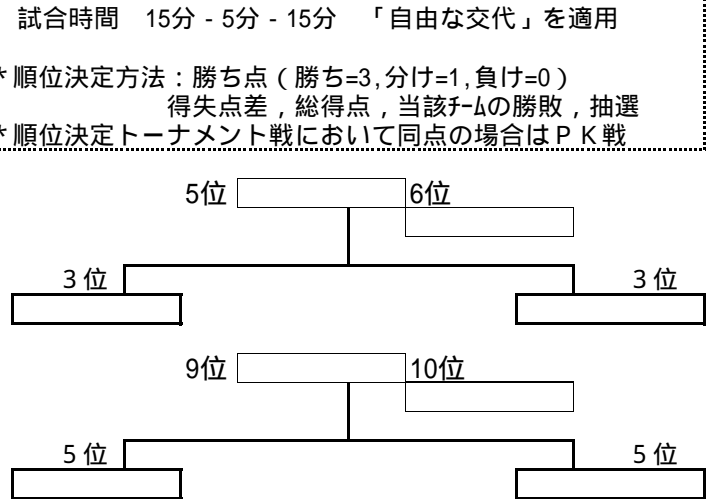 試合時間　15分 - 5分 - 15分　「自由な交代」を適用
* 順位決定方法：勝ち点（勝ち=3,分け=1,負け=0）
得失点差，総得点，当該ﾁｰﾑの勝敗，抽選
* 順位決定トーナメント戦において同点の場合はＰＫ戦
5位　6位
３位　３位
9位　10位
５位　５位